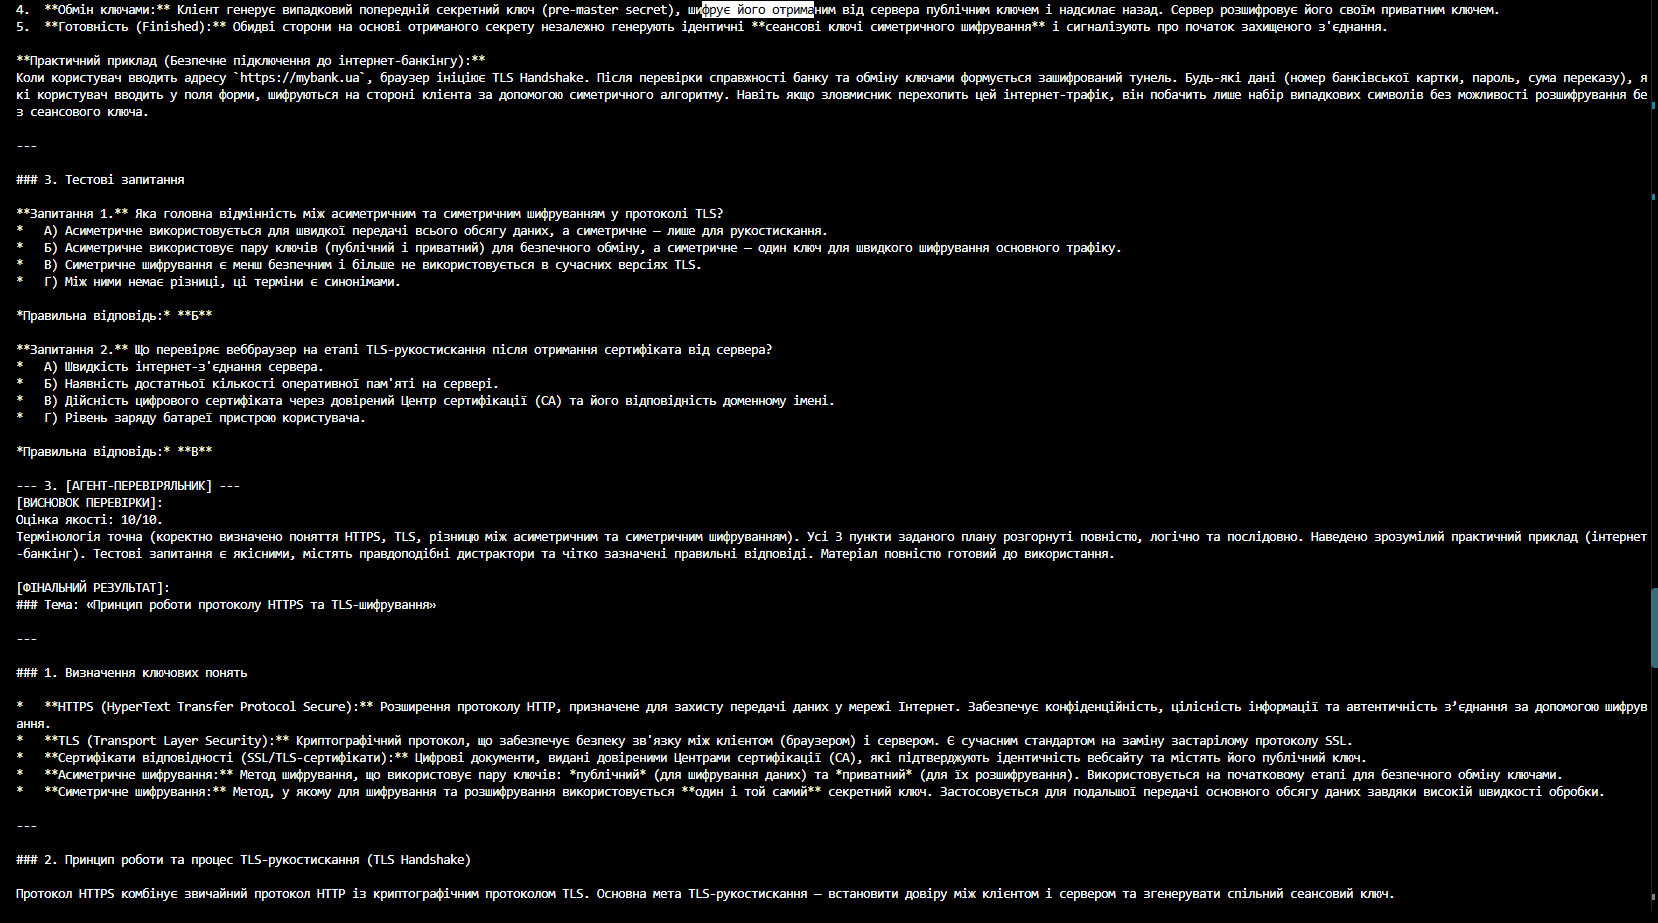 4.  **Обмін ключами:** Клієнт генерує випадковий попередній секретний ключ (pre-master secret), шифрує його отриманим від сервера публічним ключем і надсилає назад. Сервер розшифровує його своїм приватним ключем.
5.  **Готовність (Finished):** Обидві сторони на основі отриманого секрету незалежно генерують ідентичні **сеансові ключі симетричного шифрування** і сигналізують про початок захищеного з'єднання.
**Практичний приклад (Безпечне підключення до інтернет-банкінгу):**
Коли користувач вводить адресу `https://mybank.ua`, браузер ініціює TLS Handshake. Після перевірки справжності банку та обміну ключами формується зашифрований тунель. Будь-які дані (номер банківської картки, пароль, сума переказу), я
кі користувач вводить у поля форми, шифруються на стороні клієнта за допомогою симетричного алгоритму. Навіть якщо зловмисник перехопить цей інтернет-трафік, він побачить лише набір випадкових символів без можливості розшифрування бе
з сеансового ключа.
---
### 3. Тестові запитання
**Запитання 1.** Яка головна відмінність між асиметричним та симетричним шифруванням у протоколі TLS?
*   А) Асиметричне використовується для швидкої передачі всього обсягу даних, а симетричне — лише для рукостискання.
*   Б) Асиметричне використовує пару ключів (публічний і приватний) для безпечного обміну, а симетричне — один ключ для швидкого шифрування основного трафіку.
*   В) Симетричне шифрування є менш безпечним і більше не використовується в сучасних версіях TLS.
*   Г) Між ними немає різниці, ці терміни є синонімами.
*Правильна відповідь:* **Б**
**Запитання 2.** Що перевіряє веббраузер на етапі TLS-рукостискання після отримання сертифіката від сервера?
*   А) Швидкість інтернет-з'єднання сервера.
*   Б) Наявність достатньої кількості оперативної пам'яті на сервері.
*   В) Дійсність цифрового сертифіката через довірений Центр сертифікації (CA) та його відповідність доменному імені.
*   Г) Рівень заряду батареї пристрою користувача.
*Правильна відповідь:* **В**
--- 3. [АГЕНТ-ПЕРЕВІРЯЛЬНИК] ---
[ВИСНОВОК ПЕРЕВІРКИ]:
Оцінка якості: 10/10.
Термінологія точна (коректно визначено поняття HTTPS, TLS, різницю між асиметричним та симетричним шифруванням). Усі 3 пункти заданого плану розгорнуті повністю, логічно та послідовно. Наведено зрозумілий практичний приклад (інтернет
-банкінг). Тестові запитання є якісними, містять правдоподібні дистрактори та чітко зазначені правильні відповіді. Матеріал повністю готовий до використання.
[ФІНАЛЬНИЙ РЕЗУЛЬТАТ]:
### Тема: «Принцип роботи протоколу HTTPS та TLS-шифрування»
---
### 1. Визначення ключових понять
*   **HTTPS (HyperText Transfer Protocol Secure):** Розширення протоколу HTTP, призначене для захисту передачі даних у мережі Інтернет. Забезпечує конфіденційність, цілісність інформації та автентичність з’єднання за допомогою шифрув
ання.
*   **TLS (Transport Layer Security):** Криптографічний протокол, що забезпечує безпеку зв'язку між клієнтом (браузером) і сервером. Є сучасним стандартом на заміну застарілому протоколу SSL.
*   **Сертифікати відповідності (SSL/TLS-сертифікати):** Цифрові документи, видані довіреними Центрами сертифікації (CA), які підтверджують ідентичність вебсайту та містять його публічний ключ.
*   **Асиметричне шифрування:** Метод шифрування, що використовує пару ключів: *публічний* (для шифрування даних) та *приватний* (для їх розшифрування). Використовується на початковому етапі для безпечного обміну ключами.
*   **Симетричне шифрування:** Метод, у якому для шифрування та розшифрування використовується **один і той самий** секретний ключ. Застосовується для подальшої передачі основного обсягу даних завдяки високій швидкості обробки.
---
### 2. Принцип роботи та процес TLS-рукостискання (TLS Handshake)
Протокол HTTPS комбінує звичайний протокол HTTP із криптографічним протоколом TLS. Основна мета TLS-рукостискання — встановити довіру між клієнтом і сервером та згенерувати спільний сеансовий ключ.